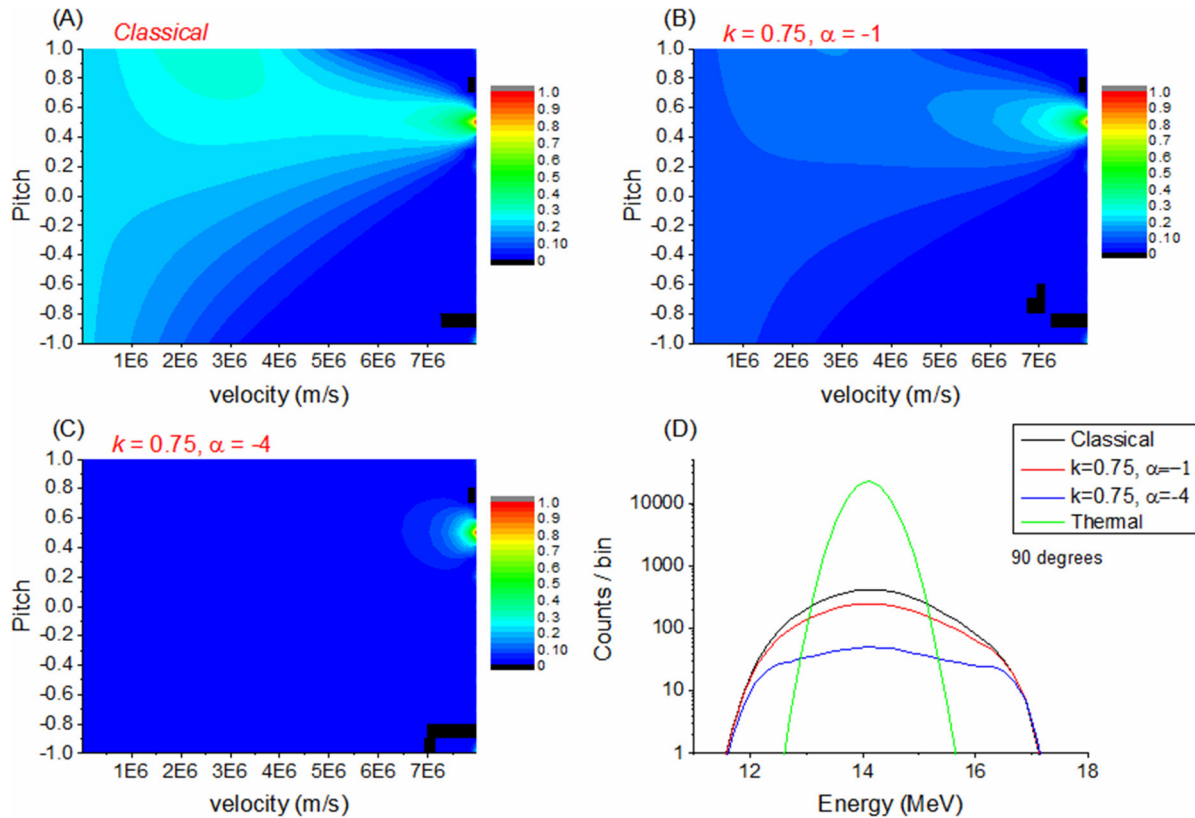 (A)
Classical
Pitch
1.0
0.8
0.6
0.4
0.2
0.0
-0.2
-0.4
-0.6
-0.8
-1.0
1E6 2E6 3E6 4E6 5E6 6E6 7E6
velocity (m/s)
1.0
0.9
0.8
0.7
0.6
0.5
0.4
0.3
0.2
0.10
0
(B)
k = 0.75, α = -1
Pitch
1.0
0.8
0.6
0.4
0.2
0.0
-0.2
-0.4
-0.6
-0.8
-1.0
1E6 2E6 3E6 4E6 5E6 6E6 7E6
velocity (m/s)
1.0
0.9
0.8
0.7
0.6
0.5
0.4
0.3
0.2
0.10
0
(C)
k = 0.75, α = -4
Pitch
1.0
0.8
0.6
0.4
0.2
0.0
-0.2
-0.4
-0.6
-0.8
-1.0
1E6 2E6 3E6 4E6 5E6 6E6 7E6
velocity (m/s)
1.0
0.9
0.8
0.7
0.6
0.5
0.4
0.3
0.2
0.10
0
(D)
Classical
k=0.75, α=−1
k=0.75, α=−4
Thermal
90 degrees
Counts / bin
10000
1000
100
10
1
12 14 16 18
Energy (MeV)